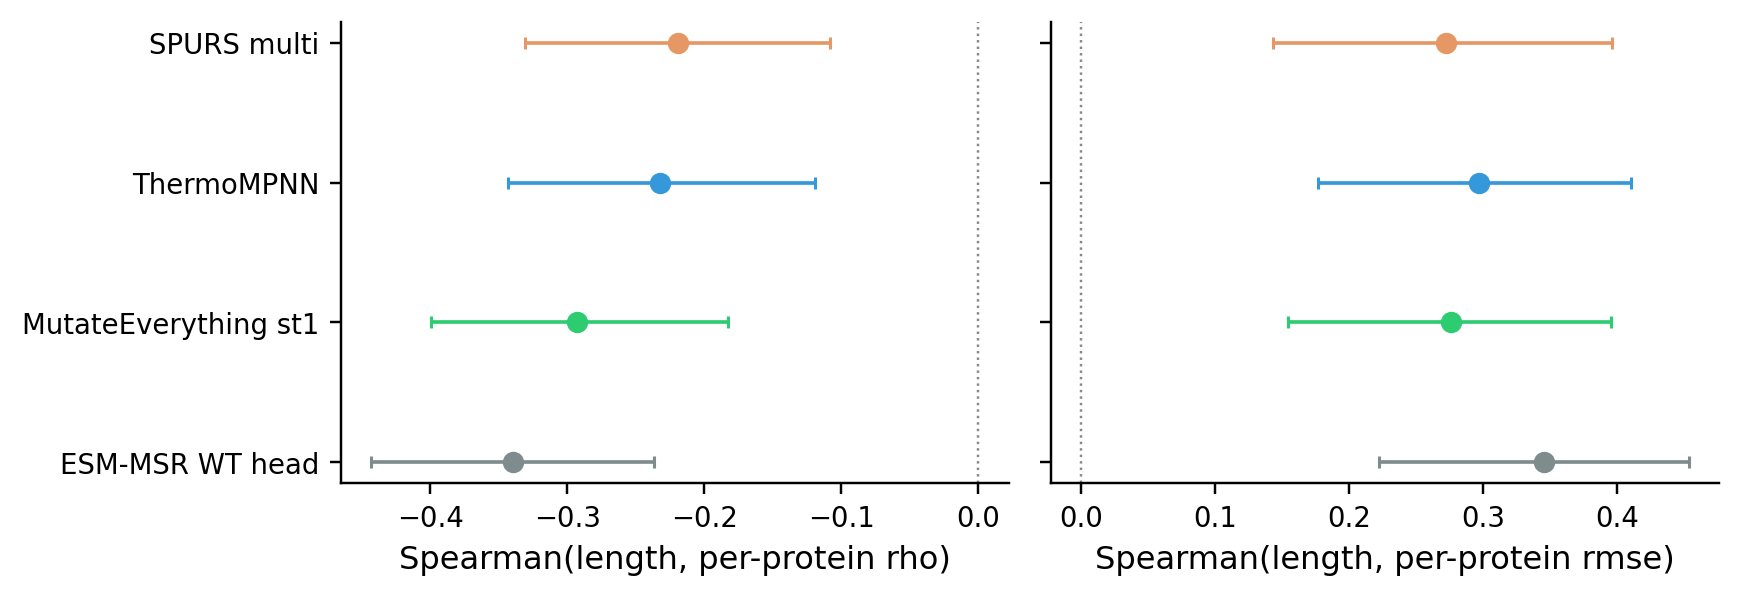 SPURS multi
ThermoMPNN
MutateEverything st1
ESM-MSR WT head
−0.4 −0.3 −0.2 −0.1 0.0
Spearman(length, per-protein rho)
0.0 0.1 0.2 0.3 0.4
Spearman(length, per-protein rmse)